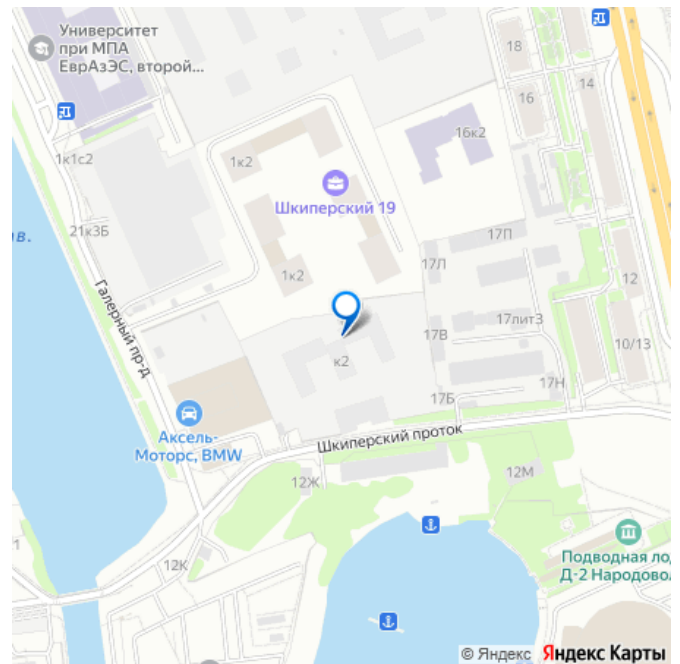 Университет
при МПА
ЕврАзЭС, второй...
18
14
16
16к2
1к1с2
1к2
Шкиперский 19
21к3Б
17П
17Л
1к2
12
Галерный пр-д
17литЗ
17В
10/13
к2
17Н
17Б
Аксель-
Моторс, BMW
Шкиперский проток
12Ж
12М
12К
Подводная ло
Д-2 Народовол
© Яндекс Яндекс Карты